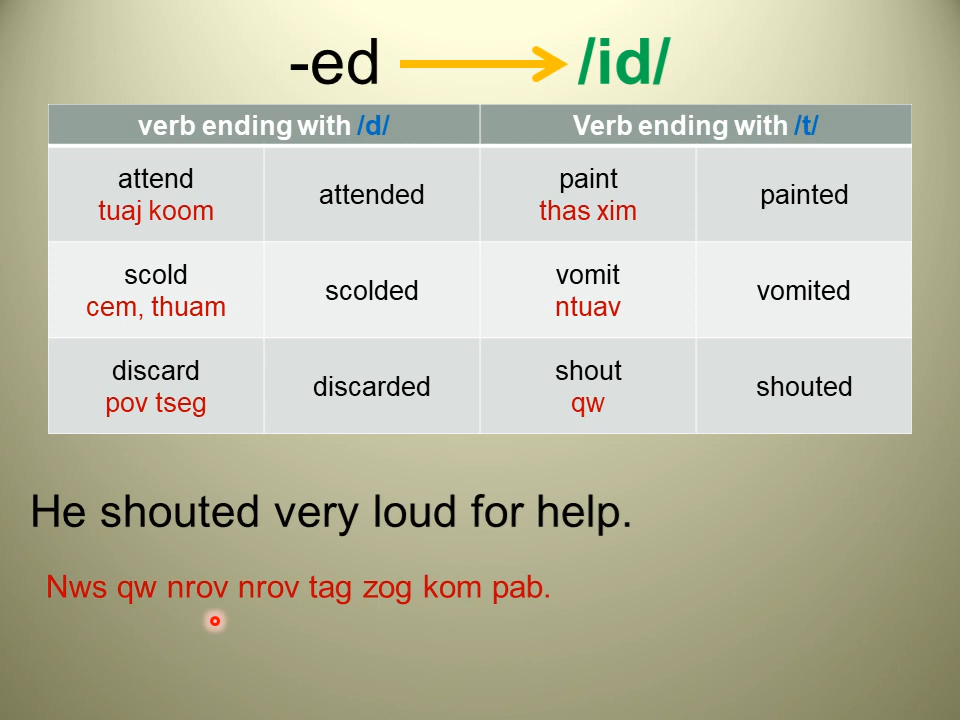 -ed /id/
verb ending with /d/ Verb ending with /t/
attend
tuaj koom
attended
paint
thas xim
painted
scold
cem, thuam
scolded
vomit
ntuav
vomited
discard
pov tseg
discarded
shout
qw
shouted
He shouted very loud for help.
Nws qw nrov nrov tag zog kom pab.